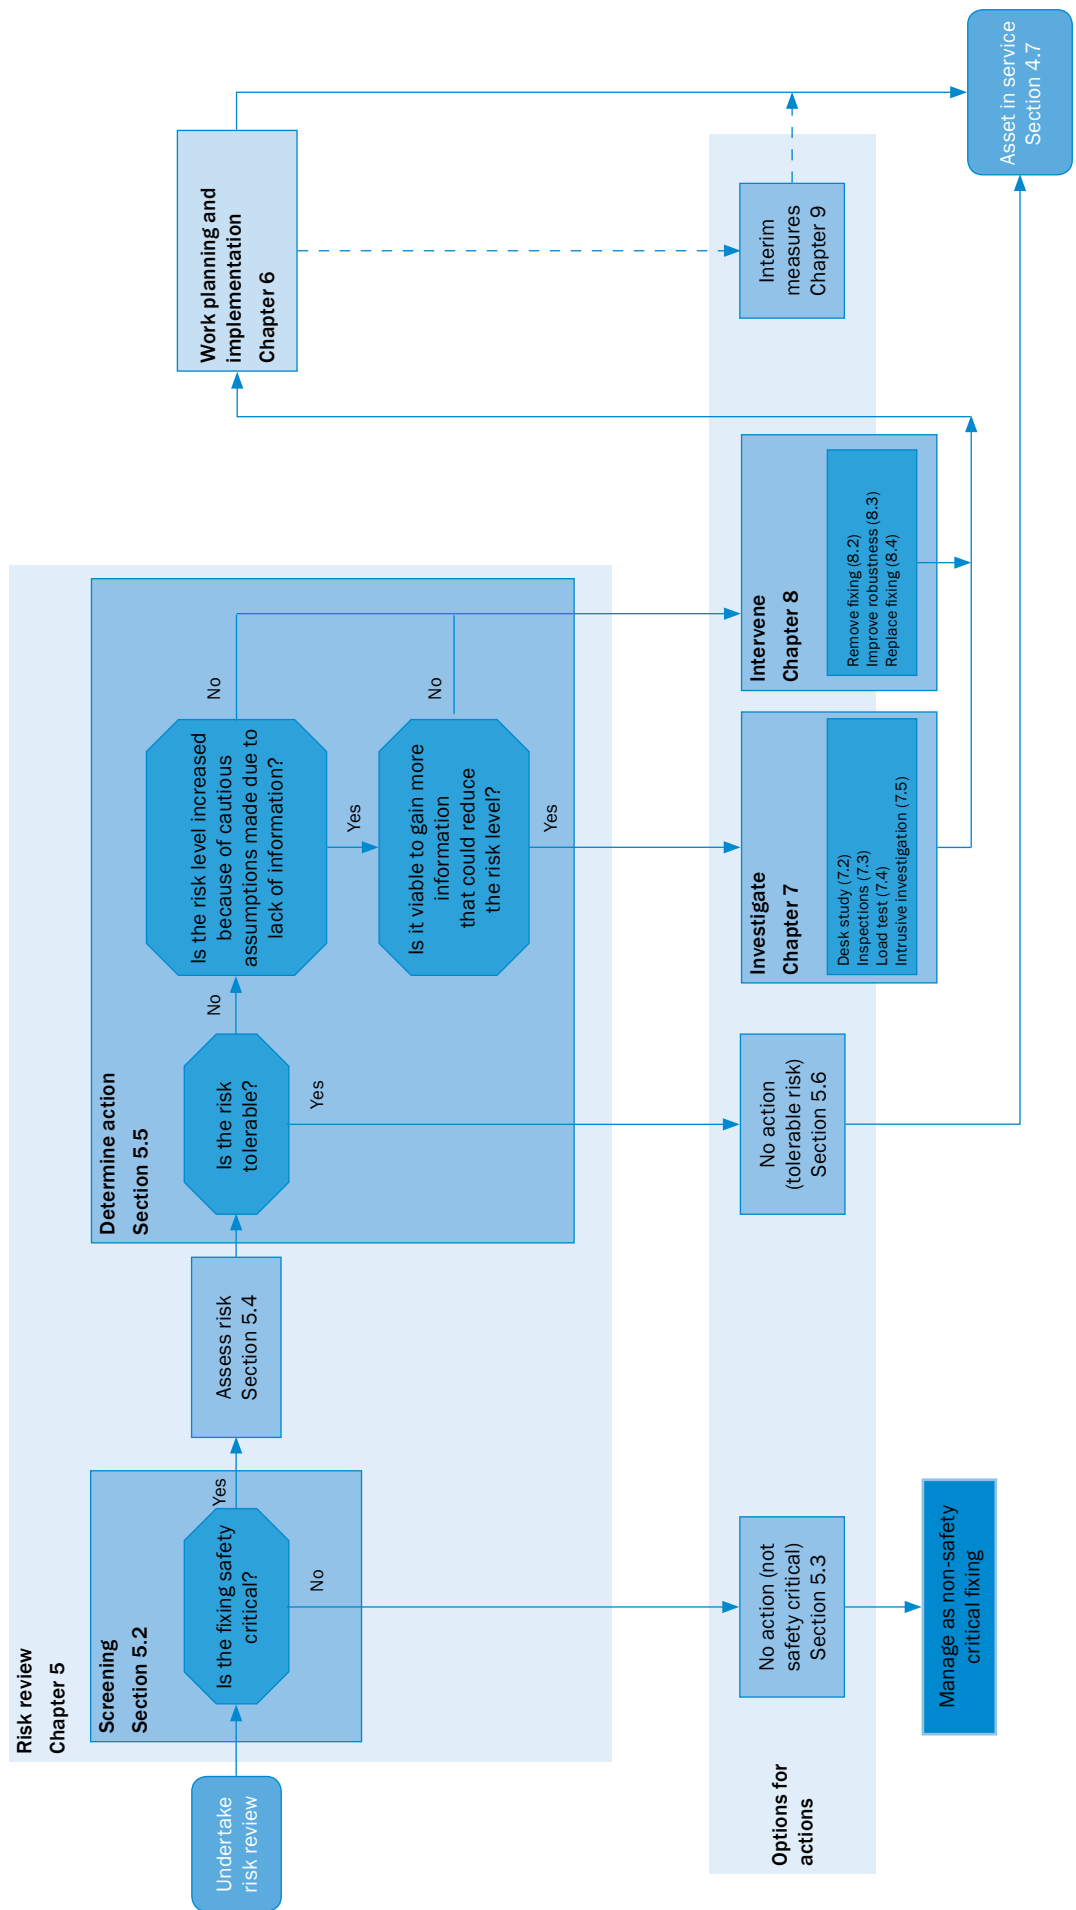 Undertake
risk review
Risk review
Chapter 5
Screening
Section 5.2
Is the fixing safety
critical?
Yes
No
Assess risk
Section 5.4
Determine action
Section 5.5
Is the risk
tolerable?
No
Yes
Is the risk level increased
because of cautious
assumptions made due to
lack of information?
No
Yes
Is it viable to gain more
information
that could reduce
the risk level?
No
Yes
Work planning and
implementation
Chapter 6
Options for
actions
No action (not
safety critical)
Section 5.3
Manage as non-safety
critical fixing
No action
(tolerable risk)
Section 5.6
Investigate
Chapter 7
Desk study (7.2)
Inspections (7.3)
Load test (7.4)
Intrusive investigation (7.5)
Intervene
Chapter 8
Remove fixing (8.2)
Improve robustness (8.3)
Replace fixing (8.4)
Interim
measures
Chapter 9
Asset in service
Section 4.7